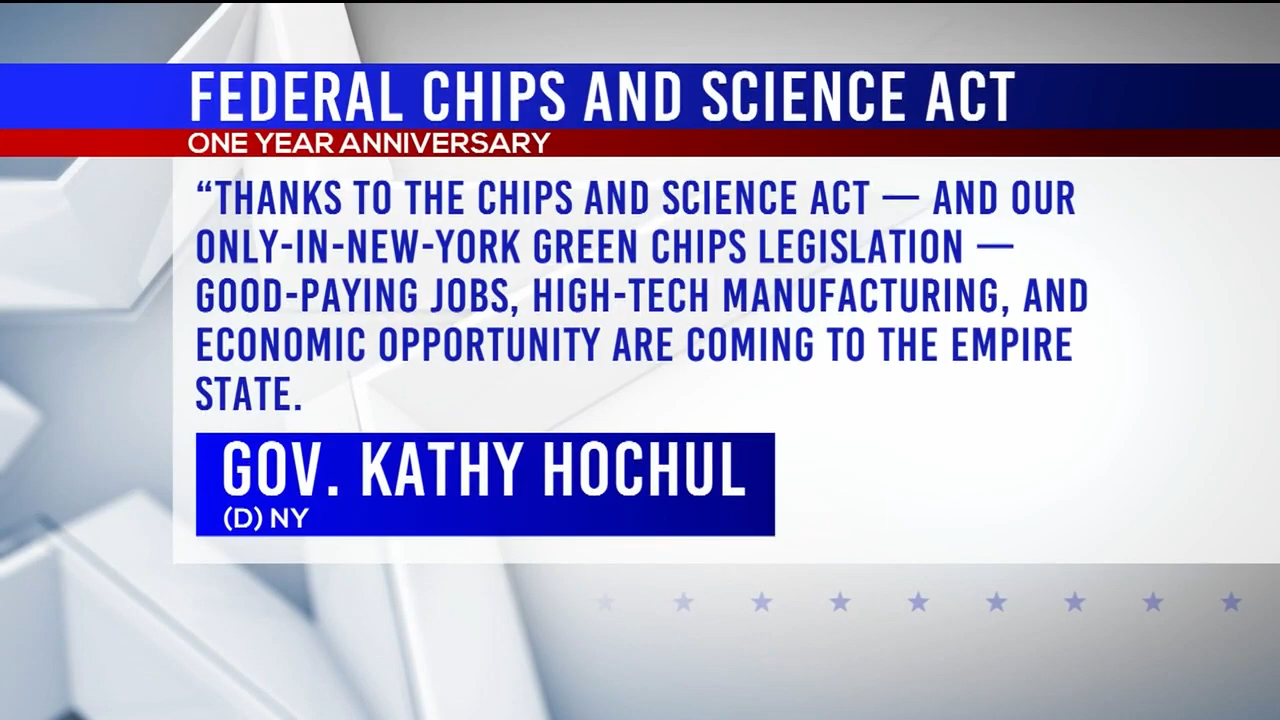 FEDERAL CHIPS AND SCIENCE ACT
ONE YEAR ANNIVERSARY
“THANKS TO THE CHIPS AND SCIENCE ACT — AND OUR
ONLY-IN-NEW-YORK GREEN CHIPS LEGISLATION —
GOOD-PAYING JOBS, HIGH-TECH MANUFACTURING, AND
ECONOMIC OPPORTUNITY ARE COMING TO THE EMPIRE
STATE.
GOV. KATHY HOCHUL
(D) NY